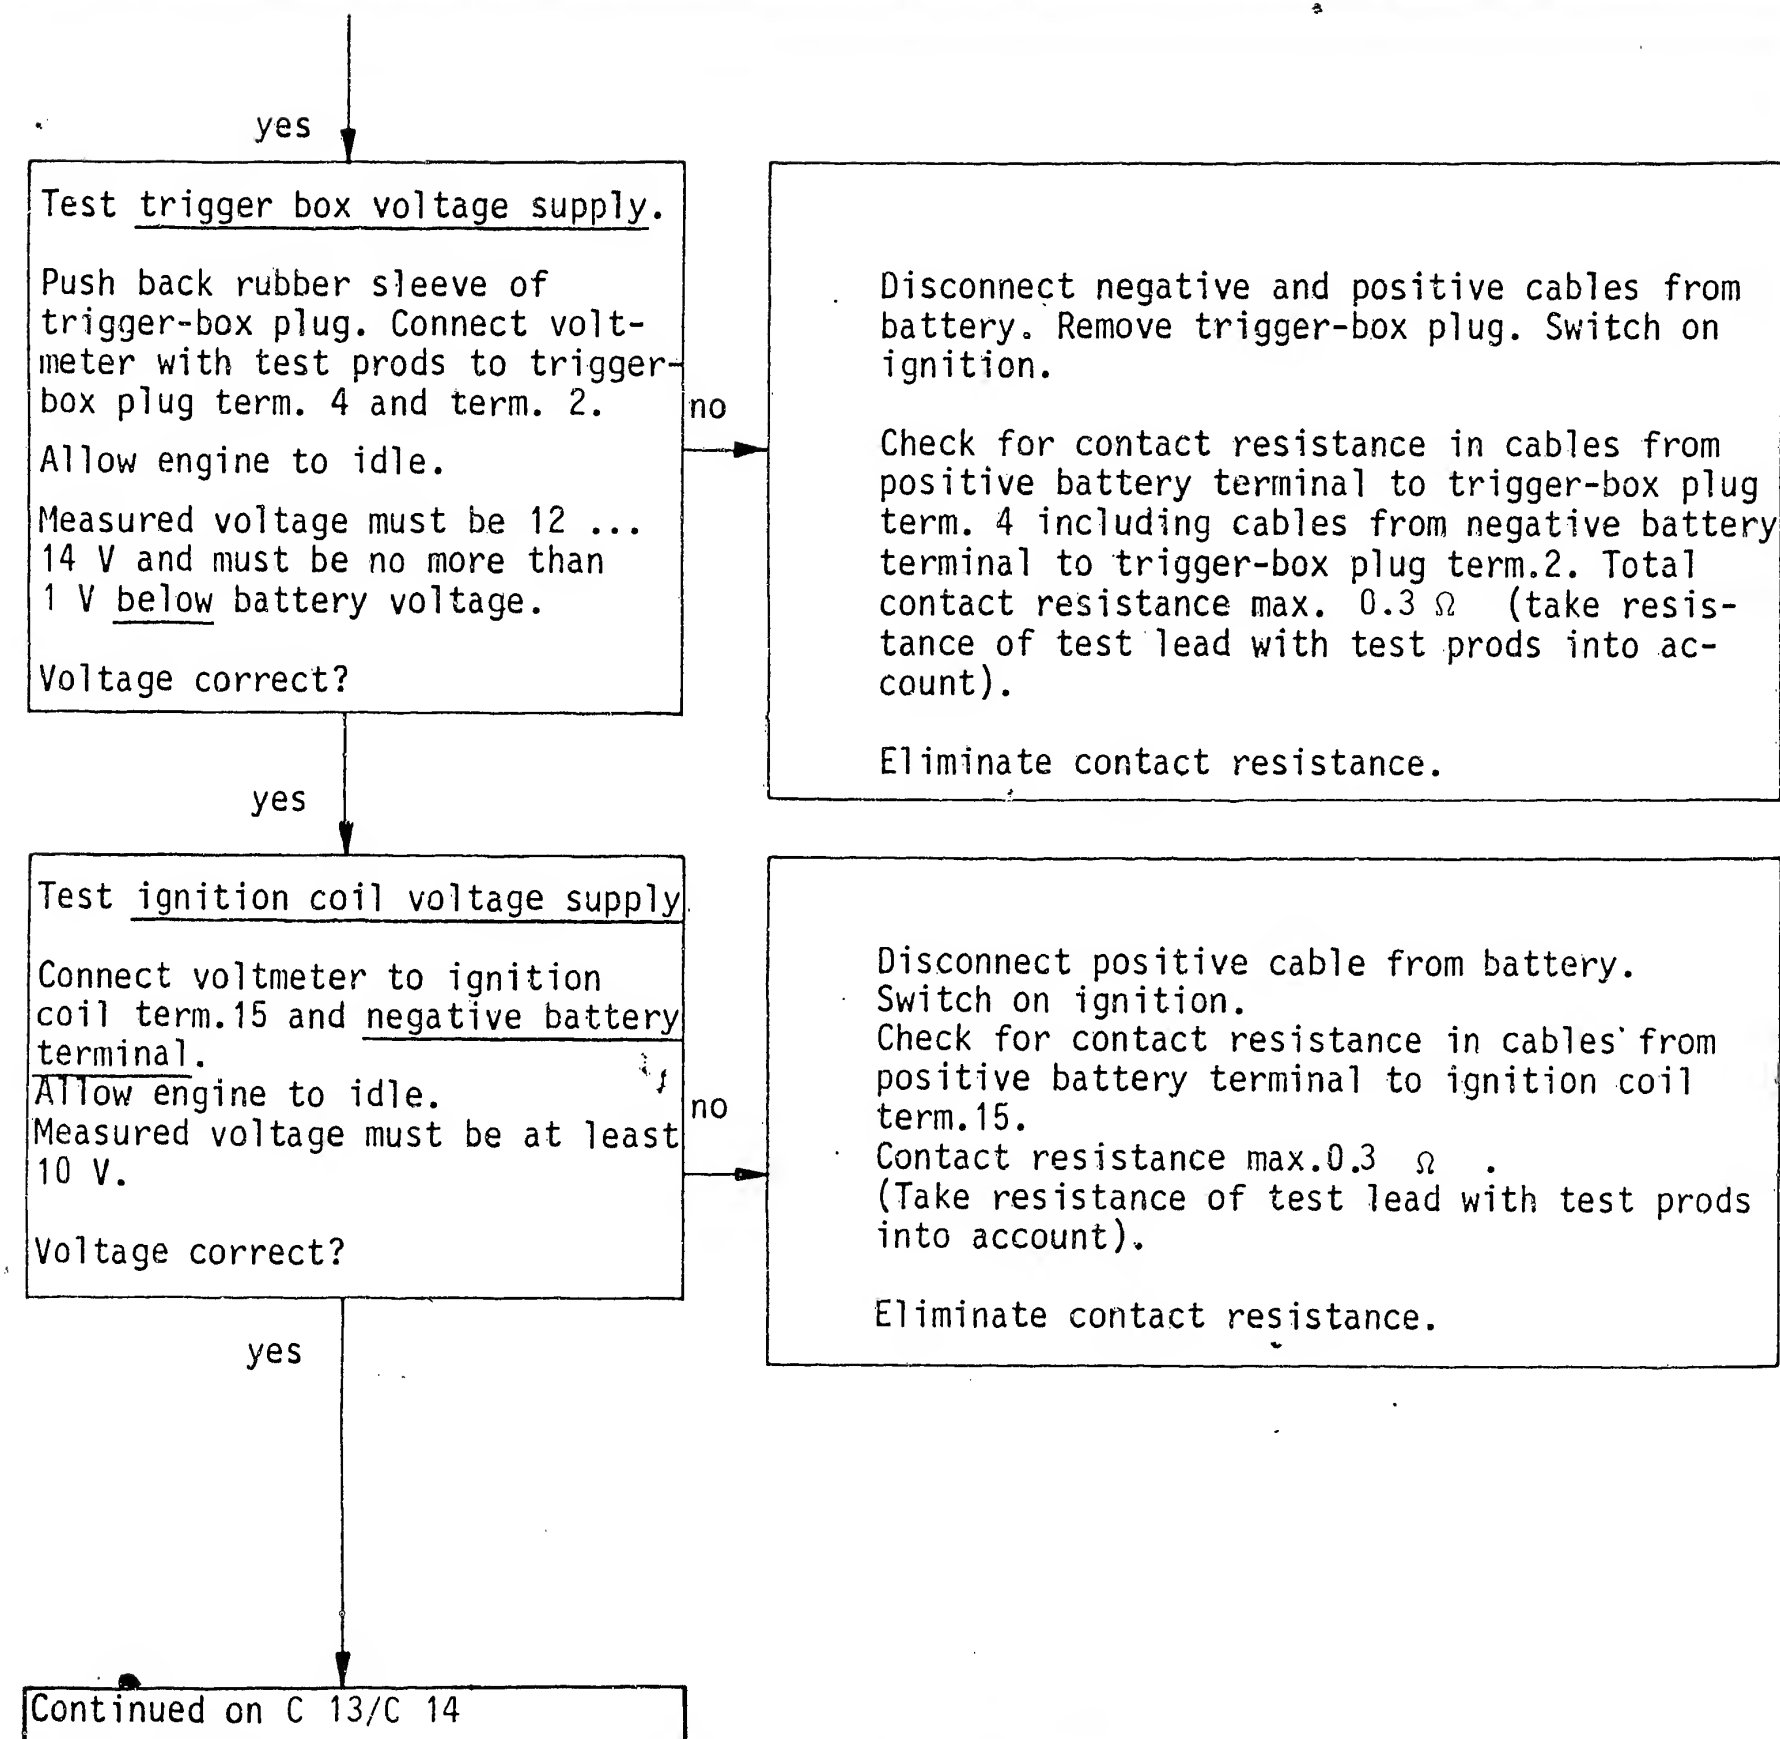 yes
Test trigger box voltage supply.
Push back rubber sleeve of
trigger-box plug. Connect volt-
meter with test prods to trigger-
box plug term. 4 and term. 2.
Allow engine to idle.
Measured voltage must be 12 ...
14 V and must be no more than
1 V below battery voltage.
Voltage correct?
no
Disconnect negative and positive cables from
battery. Remove trigger-box plug. Switch on
ignition.
Check for contact resistance in cables from
positive battery terminal to trigger-box plug
term. 4 including cables from negative battery
terminal to trigger-box plug term.2. Total
contact resistance max. 0.3 Ω (take resis-
tance of test lead with test prods into ac-
count).
Eliminate contact resistance.
yes
Test ignition coil voltage supply.
Connect voltmeter to ignition
coil term.15 and negative battery
terminal.
Allow engine to idle.
Measured voltage must be at least
10 V.
Voltage correct?
no
Disconnect positive cable from battery.
Switch on ignition.
Check for contact resistance in cables from
positive battery terminal to ignition coil
term.15.
Contact resistance max.0.3 Ω .
(Take resistance of test lead with test prods
into account).
Eliminate contact resistance.
yes
Continued on C 13/C 14